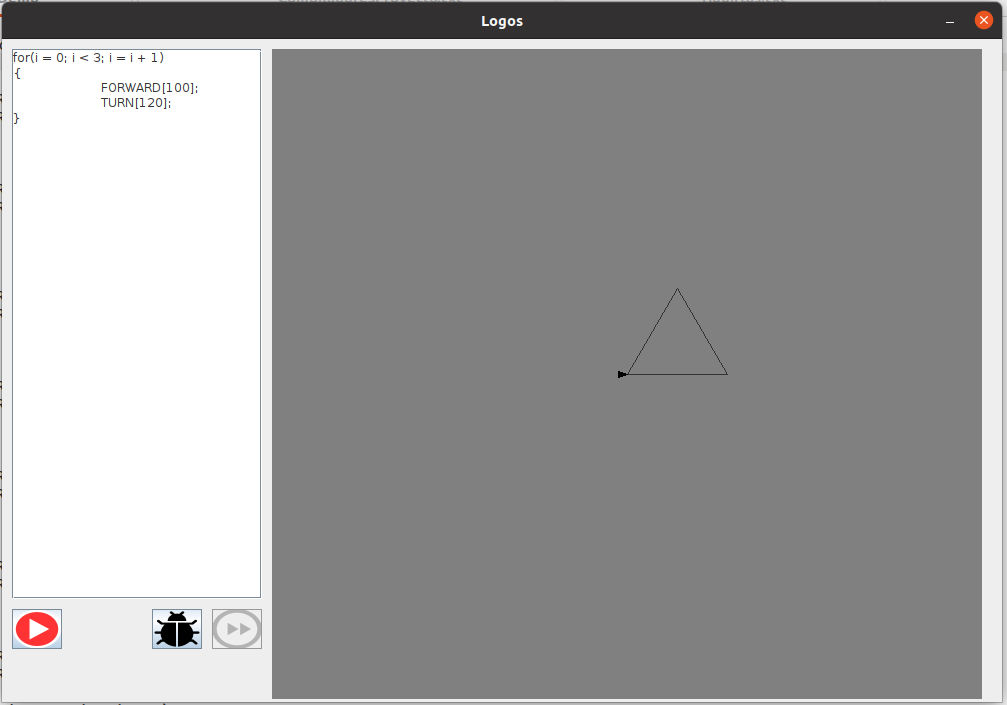 Logos
for(i = 0; i < 3; i = i + 1)
{
FORWARD[100];
TURN[120];
}